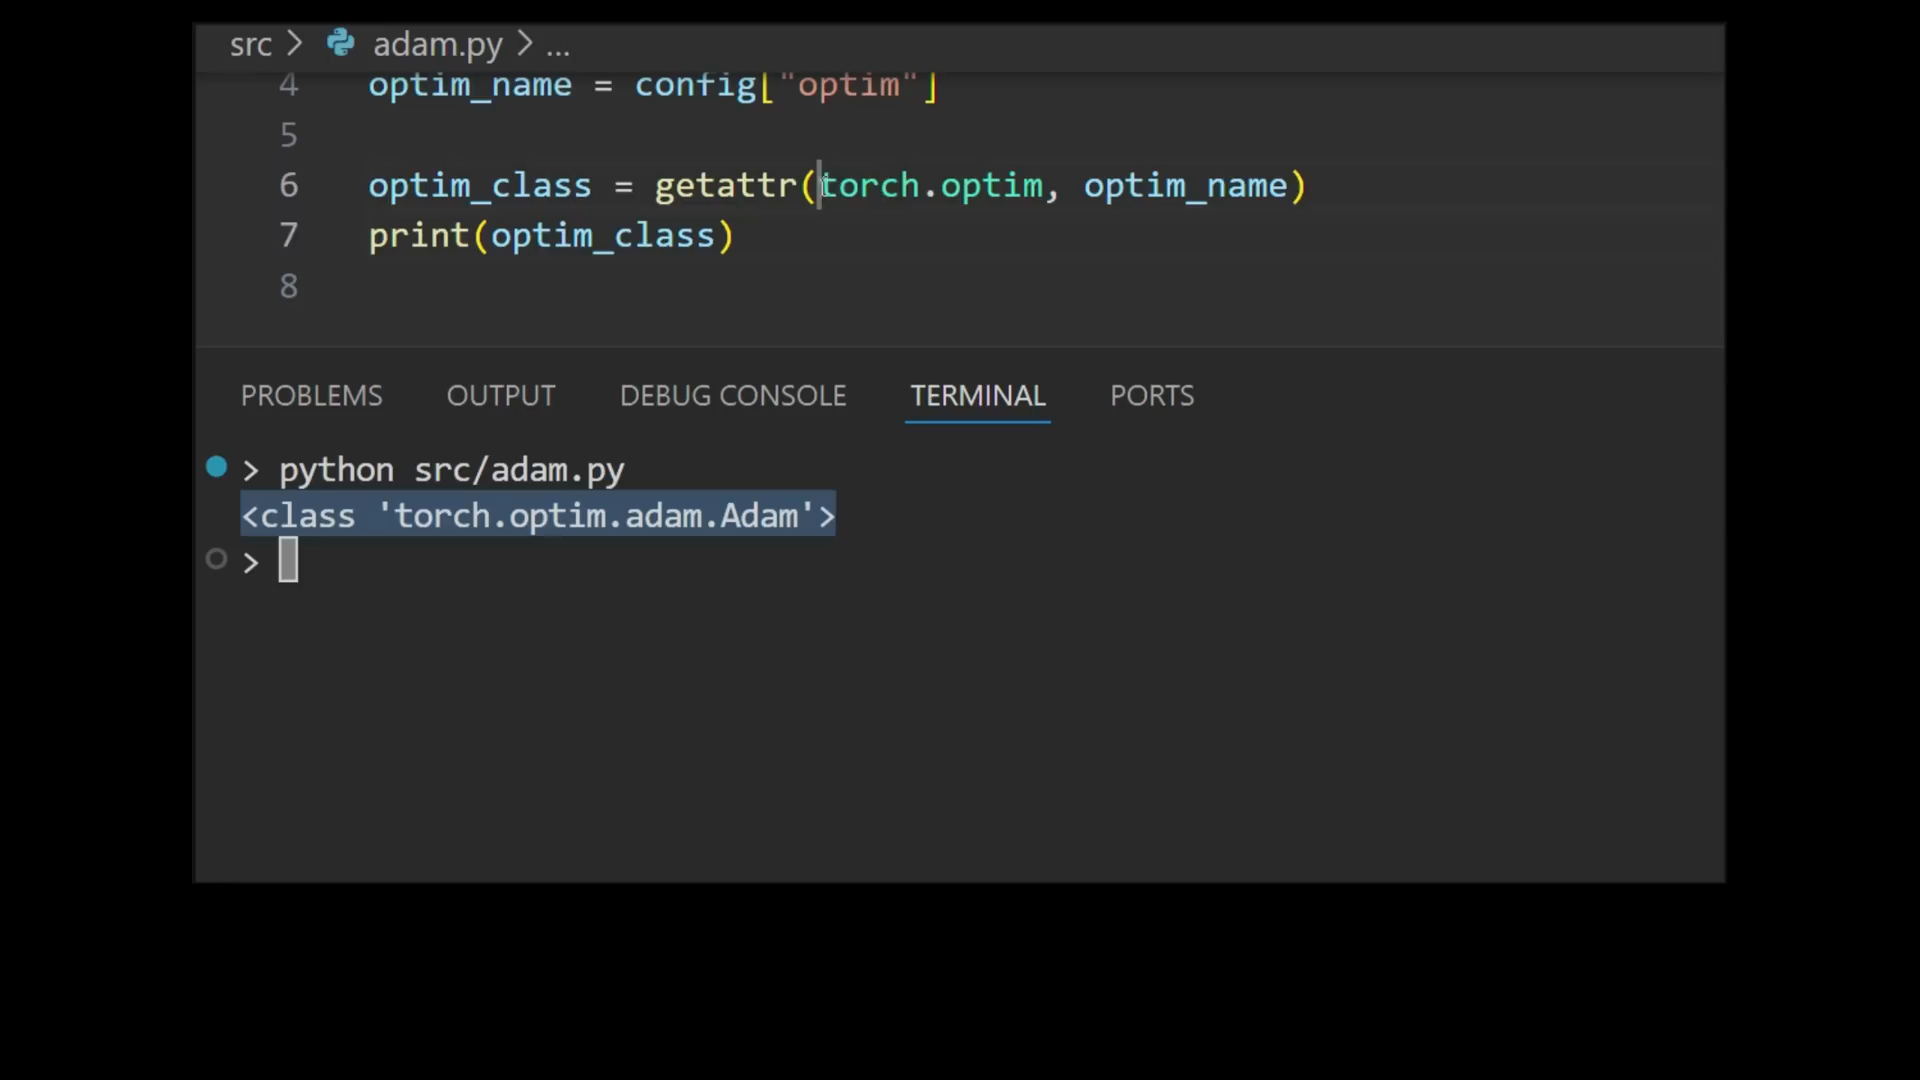 src > adam.py > ...
4 optim_name = config["optim"]
5
6 optim_class = getattr(torch.optim, optim_name)
7 print(optim_class)
8
PROBLEMS OUTPUT DEBUG CONSOLE TERMINAL PORTS
> python src/adam.py
<class 'torch.optim.adam.Adam'>
>